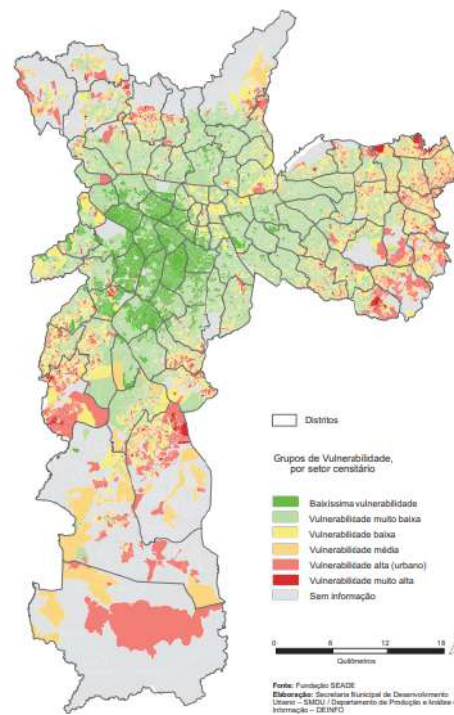 Distritos
Grupos de Vulnerabilidade,
por setor censitário
Baixíssima vulnerabilidade
Vulnerabilidade muito baixa
Vulnerabilidade baixa
Vulnerabilidade média
Vulnerabilidade alta (urbano)
Vulnerabilidade muito alta
Sem informação
0 6 12 18
Quilômetros
Fonte: Fundação SEADE
Elaboração: Secretaria Municipal de Desenvolvimento
Urbano – SMDU / Departamento de Produção e Análise de
Informação – DEINFO